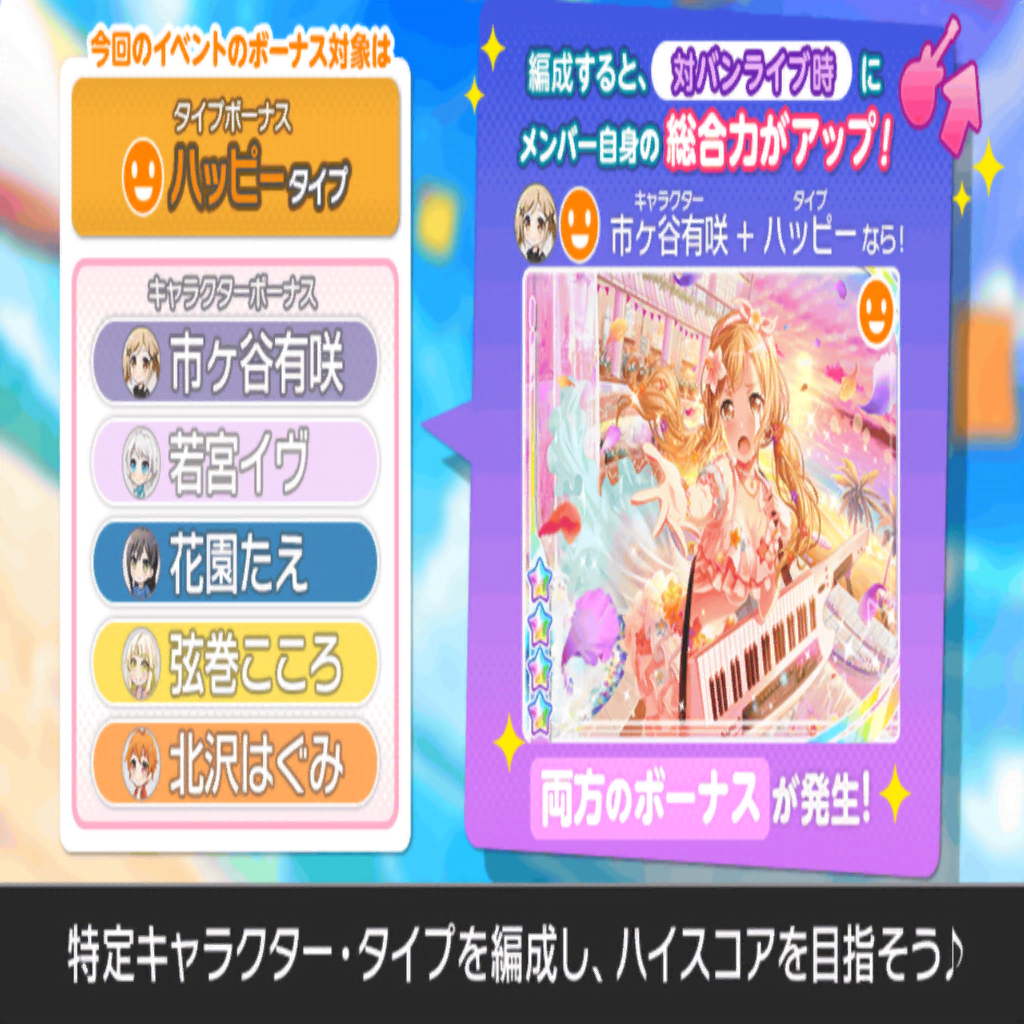 今回のイベントのボーナス対象は
タイプボーナス
ハッピータイプ
キャラクターボーナス
市ヶ谷有咲
若宮イヴ
花園たえ
弦巻こころ
北沢はぐみ
編成すると、対バンライブ時に
メンバー自身の総合力がアップ!
キャラクター タイプ
市ヶ谷有咲 + ハッピーなら!
両方のボーナスが発生!
特定キャラクター・タイプを編成し、ハイスコアを目指そう♪